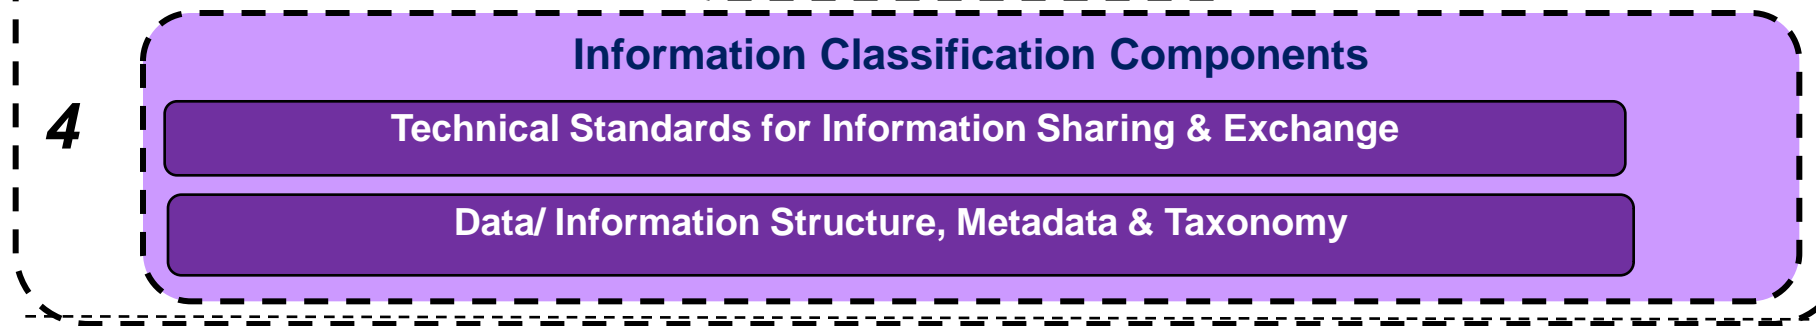 Information Classification Components
4
Technical Standards for Information Sharing & Exchange
Data/ Information Structure, Metadata & Taxonomy